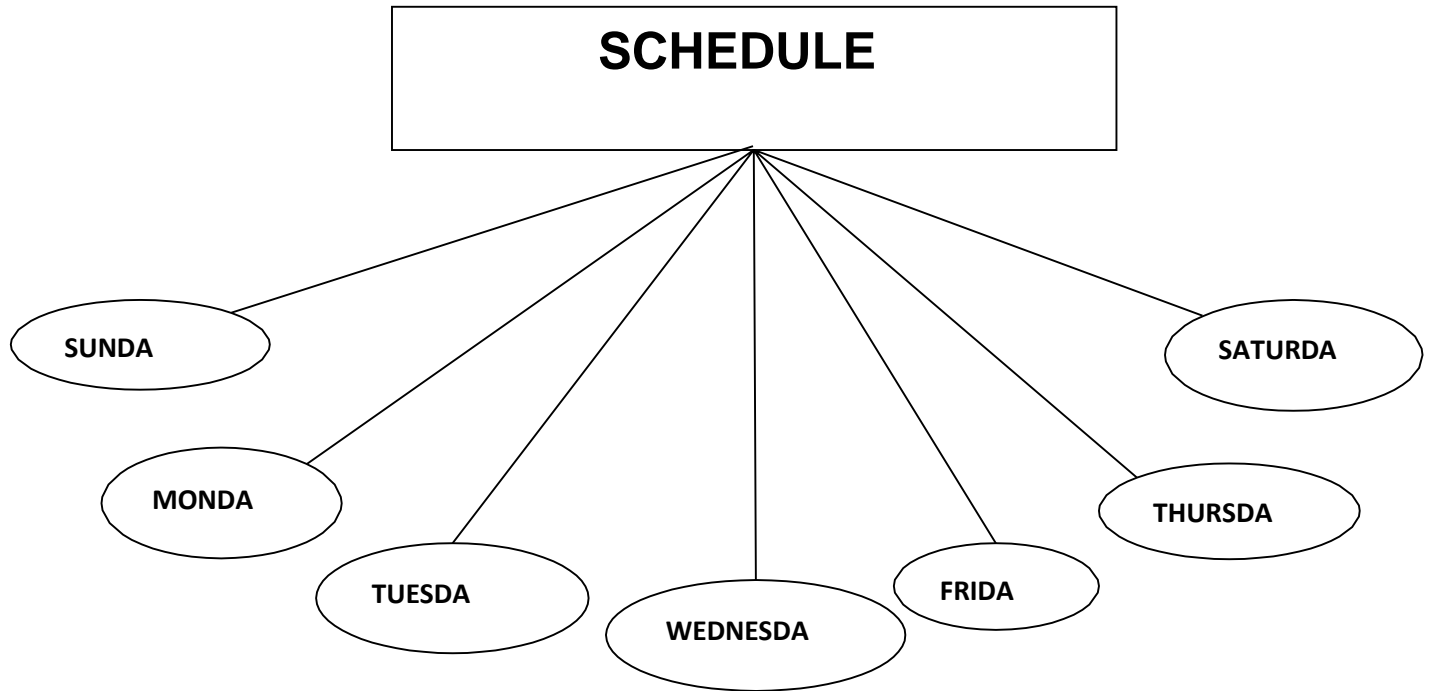 SCHEDULE
SUNDA
SATURDA
MONDA
THURSDA
TUESDA
FRIDA
WEDNESDA